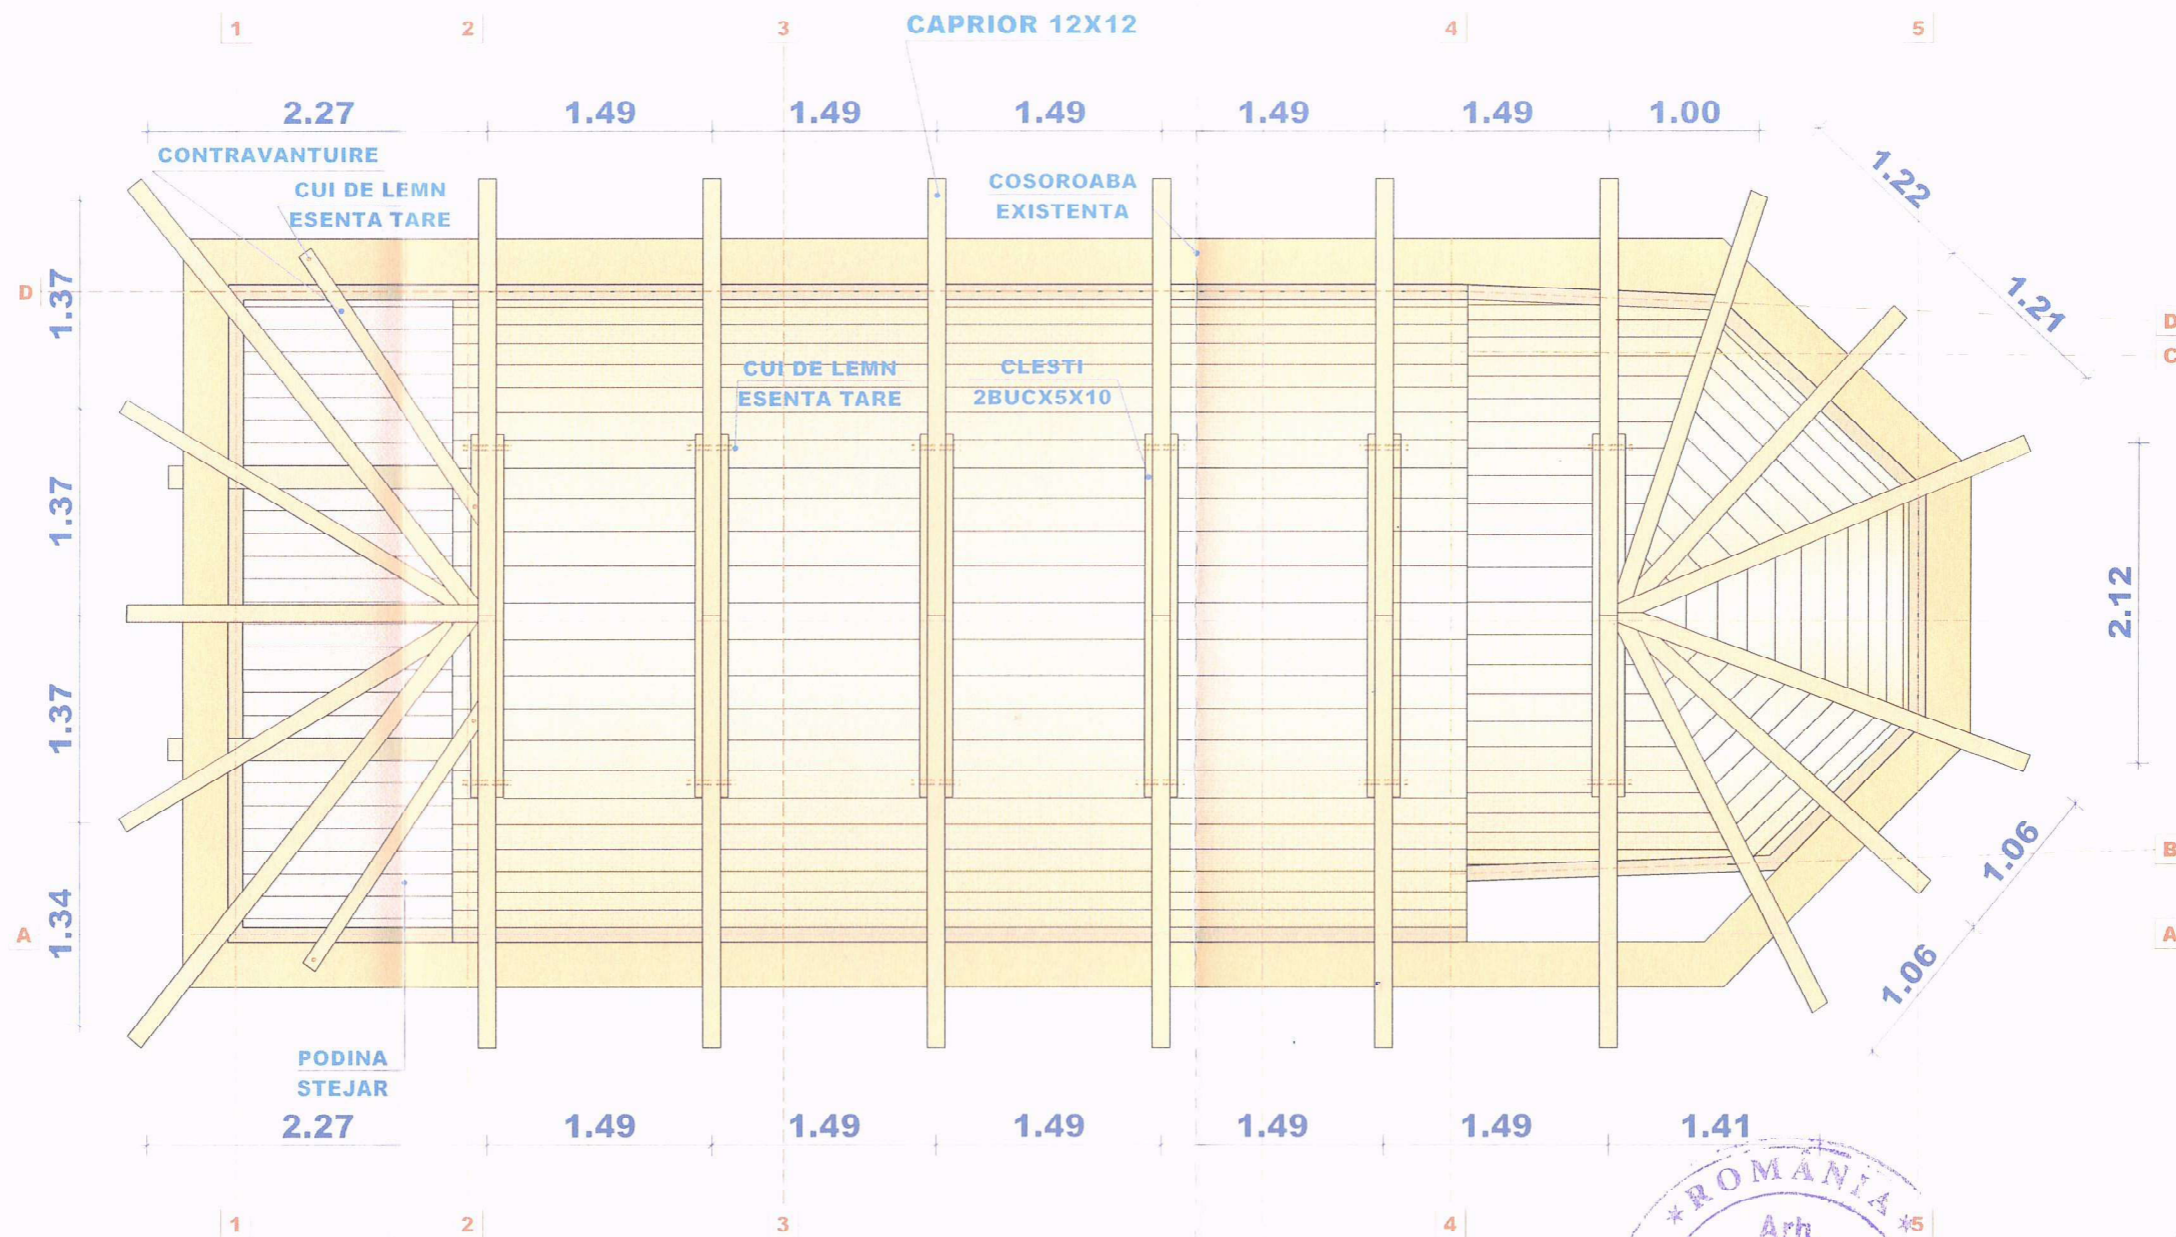 1 2 3 4 5
CAPRIOR 12X12
2.27 1.49 1.49 1.49 1.49 1.49 1.00
CONTRAVANTUIRE
CUI DE LEMN
ESENTA TARE
COSOROABA
EXISTENTA
1.22
1.21
D
1.37
D
C
CUI DE LEMN
ESENTA TARE
CLESTI
2BUCX5X10
1.37
2.12
1.37
B
1.06
1.34
A
A
1.06
PODINA
STEJAR
2.27 1.49 1.49 1.49 1.49 1.49 1.41
ROMÂNIA
Arh
1 2 3 4 5